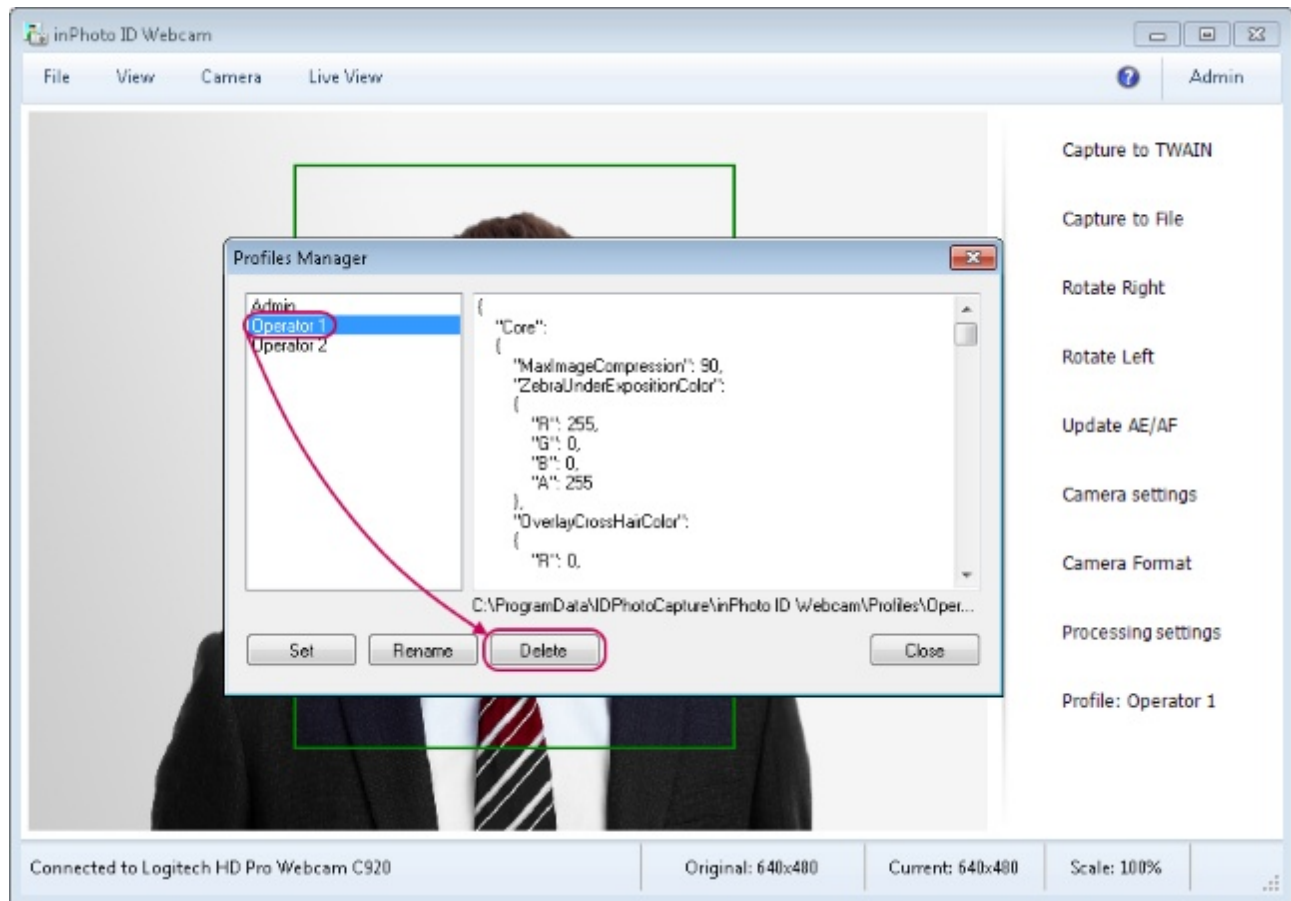 inPhoto ID Webcam
File View Camera Live View Admin
Capture to TWAIN
Capture to File
Rotate Right
Rotate Left
Update AE/AF
Camera settings
Camera Format
Processing settings
Profile: Operator 1
Profiles Manager
Admin
Operator 1
Operator 2
{
"Core":
{
"MaxImageCompression": 90,
"ZebraUnderExpositionColor":
{
"R": 255,
"G": 0,
"B": 0,
"A": 255
},
"OverlayCrossHairColor":
{
"R": 0,
C:\ProgramData\IDPhotoCapture\inPhoto ID Webcam\Profiles\Oper...
Set Rename Delete Close
Connected to Logitech HD Pro Webcam C920 Original: 640x480 Current: 640x480 Scale: 100%